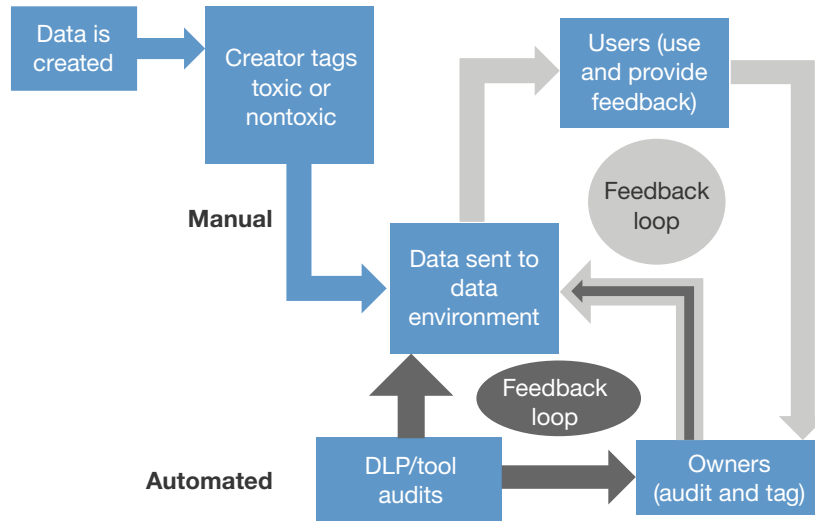 Data is
created
Creator tags
toxic or
nontoxic
Users (use
and provide
feedback)
Feedback
loop
Manual
Data sent to
data
environment
Feedback
loop
Automated
DLP/tool
audits
Owners
(audit and tag)